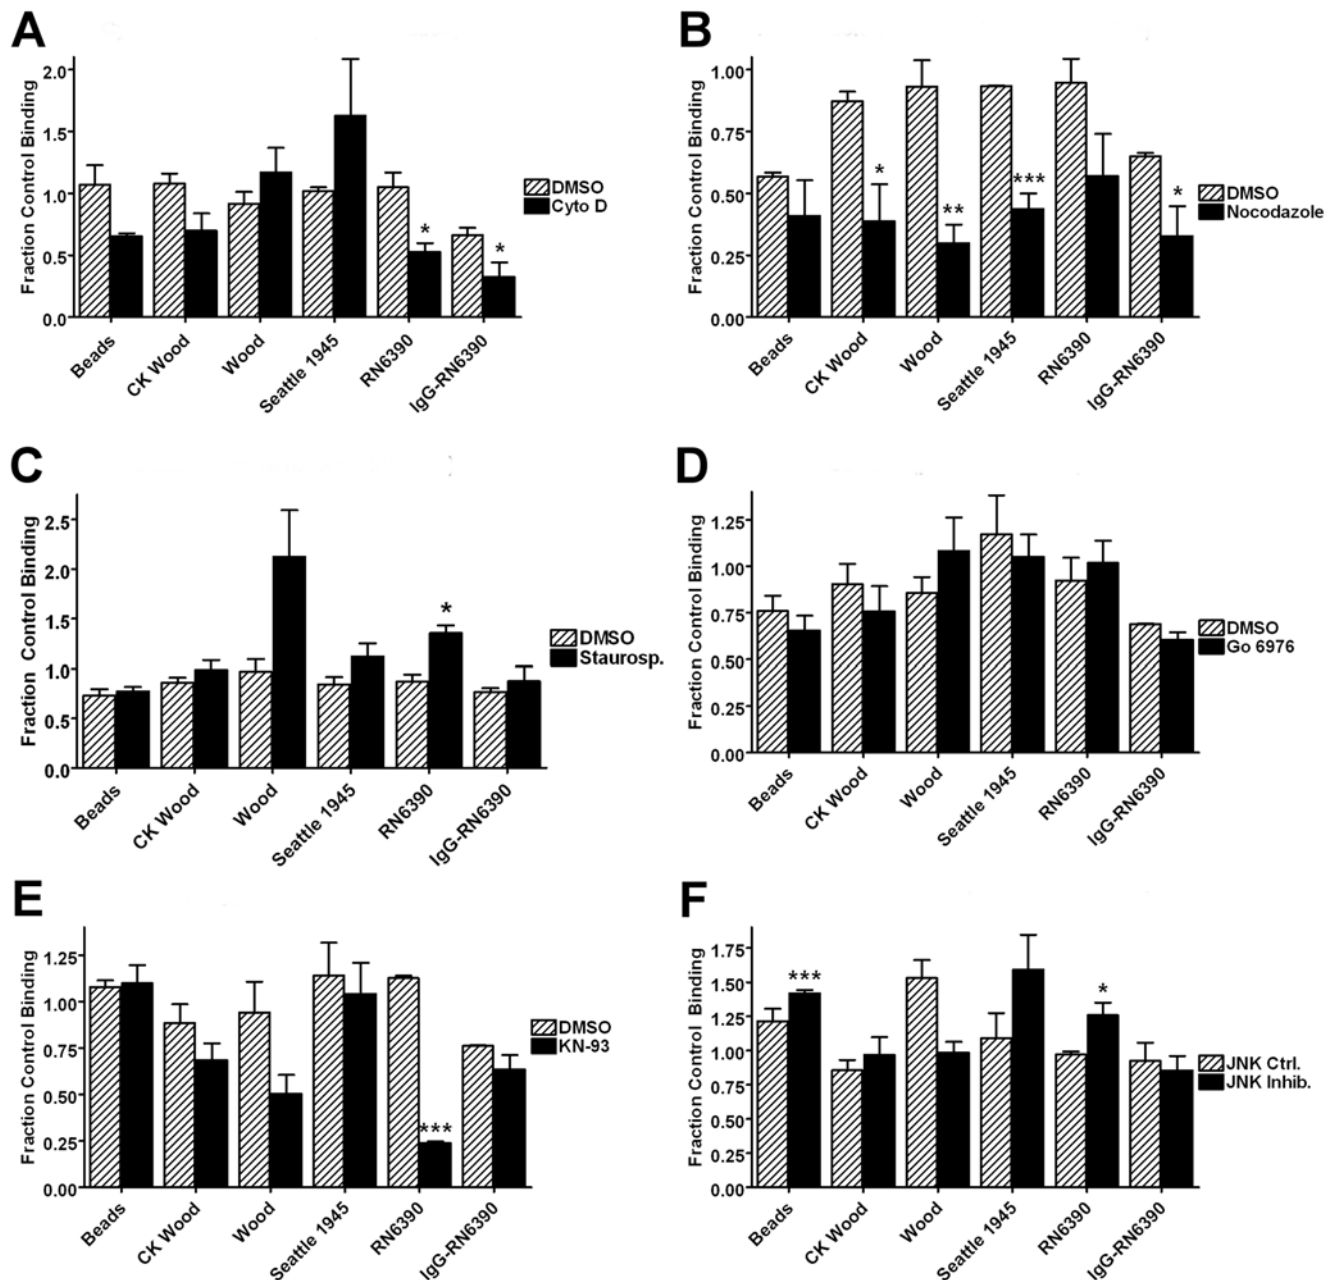 A
Fraction Control Binding
2.0
1.5
1.0
0.5
0.0
Beads
CK Wood
Wood
Seattle 1945
RN6390
IgG-RN6390
*
*
DMSO
Cyto D
B
Fraction Control Binding
1.00
0.75
0.50
0.25
0.00
Beads
CK Wood
Wood
Seattle 1945
RN6390
IgG-RN6390
*
**
***
*
DMSO
Nocodazole
C
Fraction Control Binding
2.5
2.0
1.5
1.0
0.5
0.0
Beads
CK Wood
Wood
Seattle 1945
RN6390
IgG-RN6390
*
DMSO
Staurosp.
D
Fraction Control Binding
1.25
1.00
0.75
0.50
0.25
0.00
Beads
CK Wood
Wood
Seattle 1945
RN6390
IgG-RN6390
DMSO
Go 6976
E
Fraction Control Binding
1.25
1.00
0.75
0.50
0.25
0.00
Beads
CK Wood
Wood
Seattle 1945
RN6390
IgG-RN6390
***
DMSO
KN-93
F
Fraction Control Binding
1.75
1.50
1.25
1.00
0.75
0.50
0.25
0.00
Beads
CK Wood
Wood
Seattle 1945
RN6390
IgG-RN6390
***
*
JNK Ctrl.
JNK Inhib.